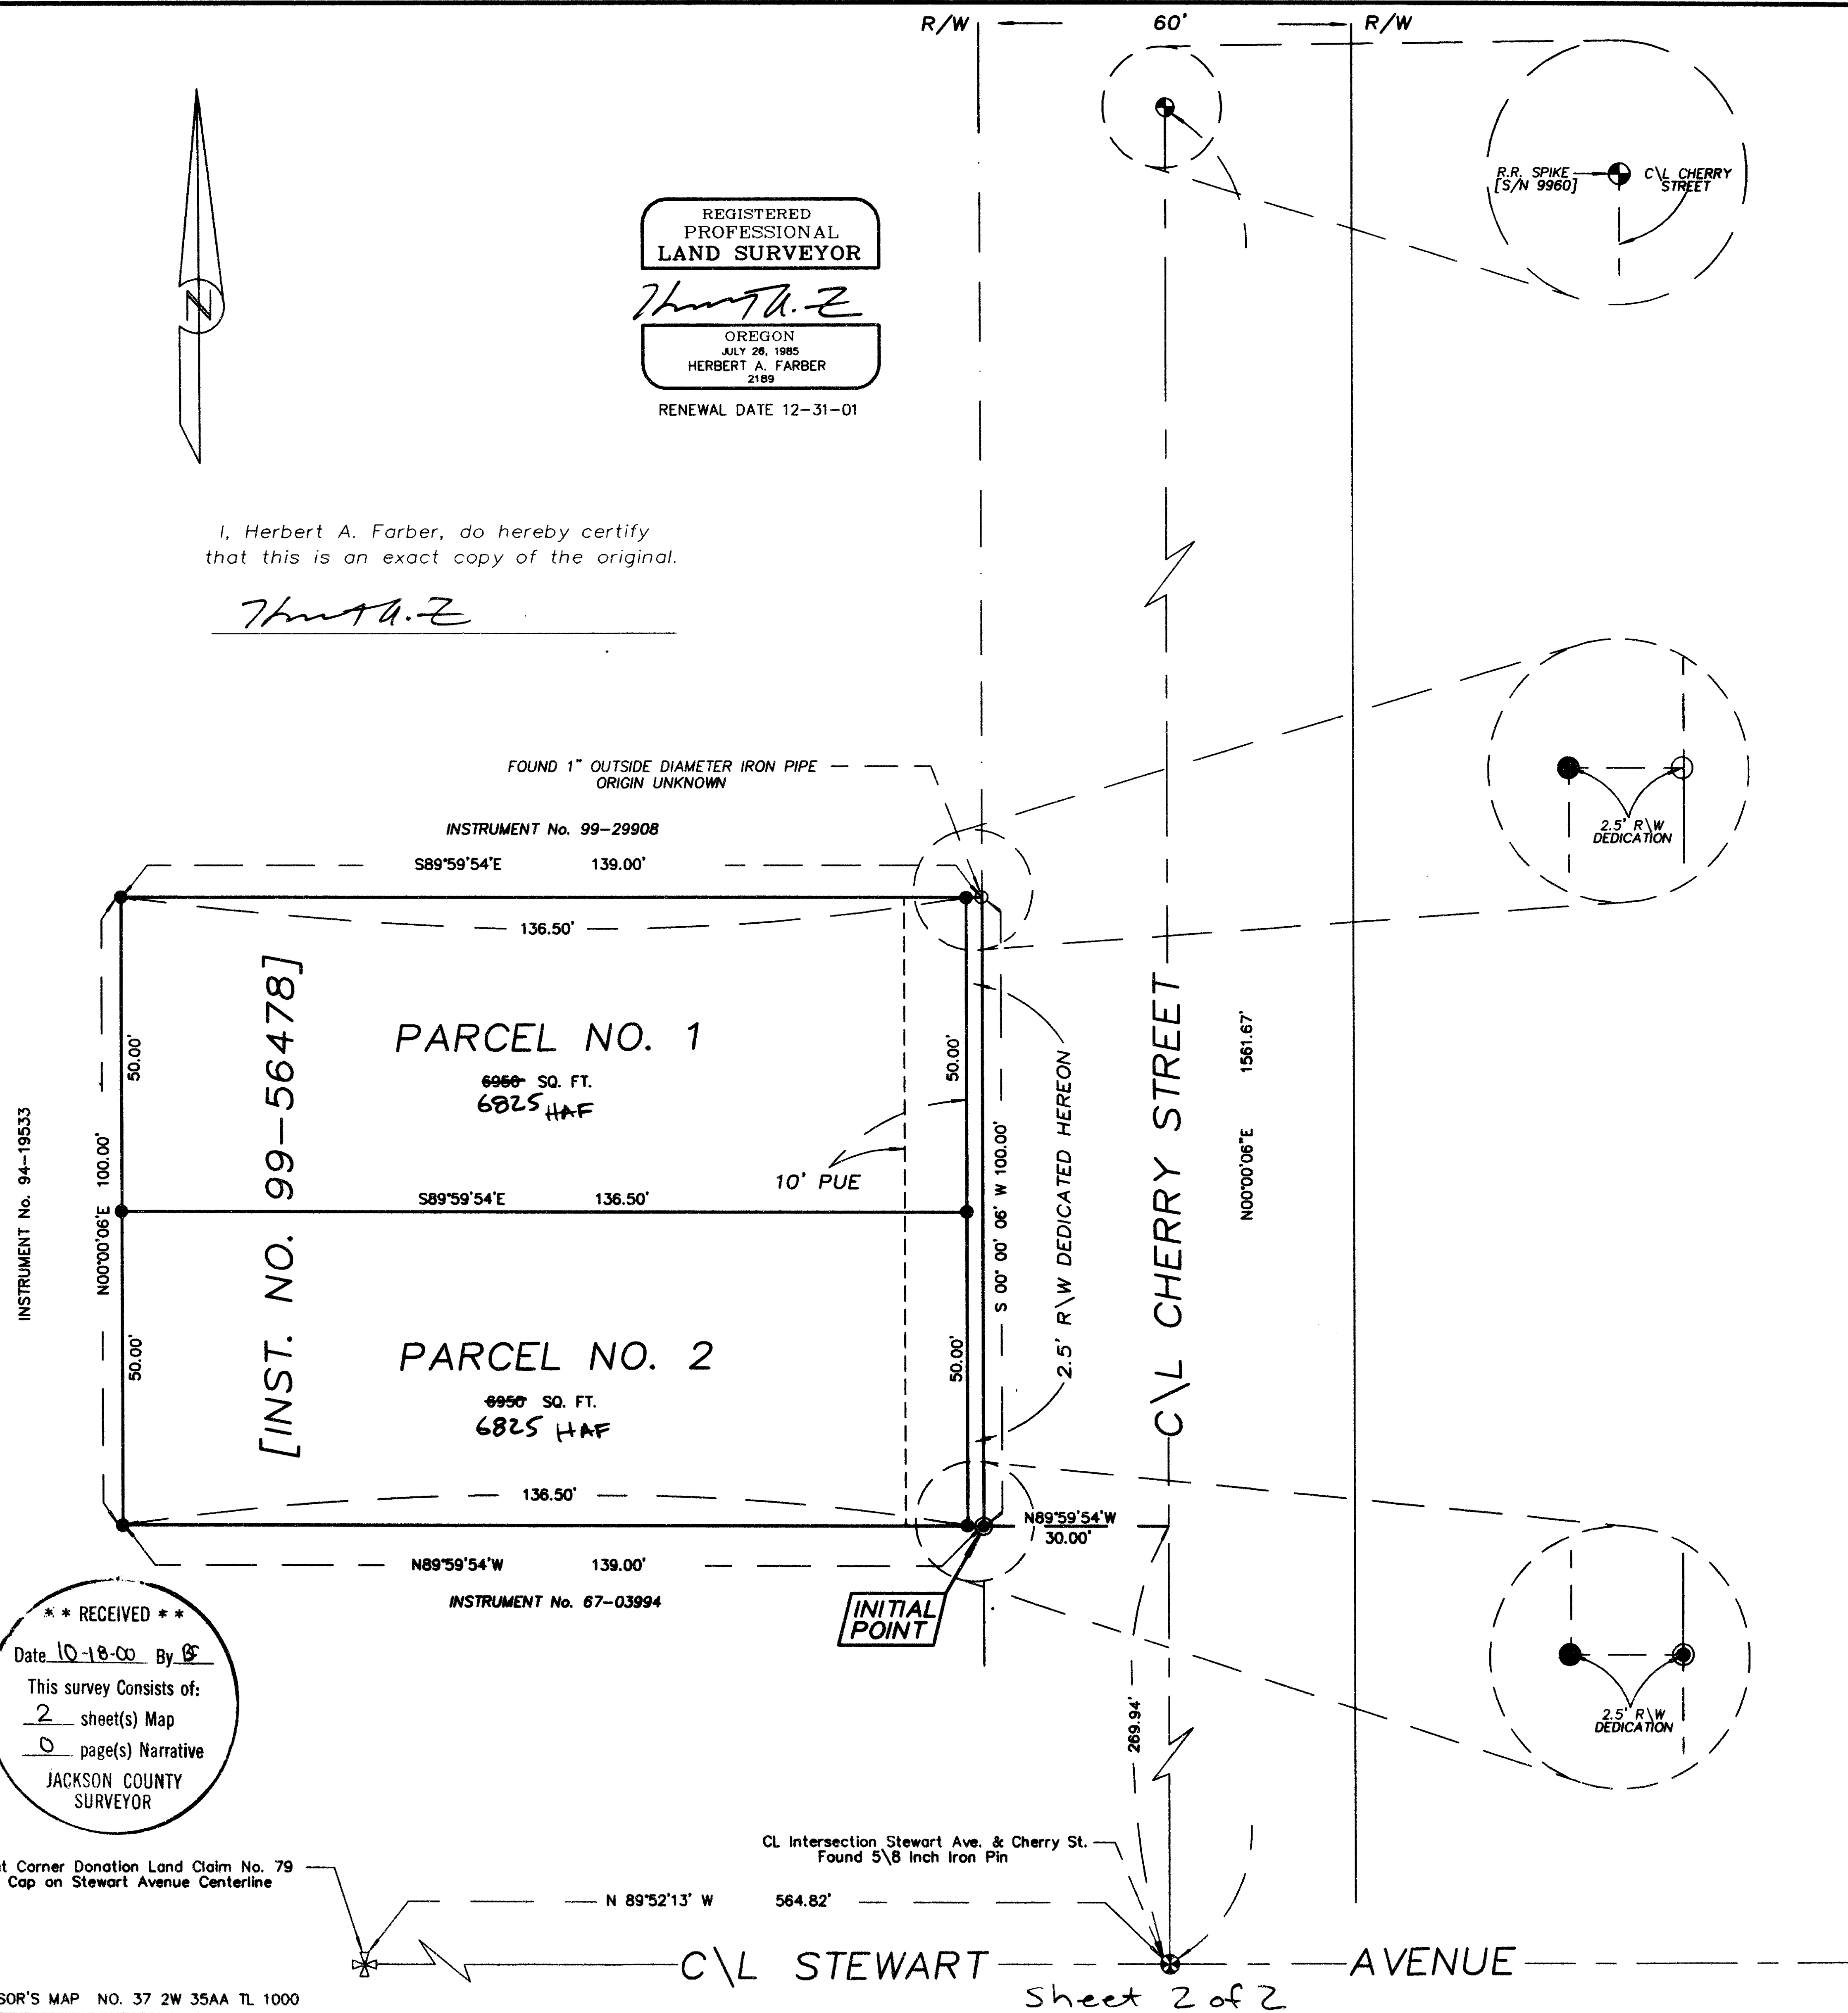 R/W 60' R/W
R.R. SPIKE
[S/N 9960]
C\L CHERRY
STREET
REGISTERED
PROFESSIONAL
LAND SURVEYOR
OREGON
JULY 26, 1985
HERBERT A. FARBER
2189
RENEWAL DATE 12-31-01
N
I, Herbert A. Farber, do hereby certify
that this is an exact copy of the original.
FOUND 1" OUTSIDE DIAMETER IRON PIPE
ORIGIN UNKNOWN
2.5' R\W
DEDICATION
INSTRUMENT No. 99-29908
S89°59'54'E 139.00'
136.50'
[INST. NO. 99-56478]
PARCEL NO. 1
6950 SQ. FT.
6825 HAF
50.00'
50.00'
10' PUE
INSTRUMENT No. 94-19533
N00°00'06'E 100.00'
S89°59'54'E 136.50'
S 00° 00' 06' W 100.00'
2.5' R\W DEDICATED HEREON
C\L CHERRY STREET
N00°00'06"E 1561.67'
PARCEL NO. 2
6950 SQ. FT.
6825 HAF
50.00'
50.00'
136.50'
N89°59'54'W
30.00'
N89°59'54'W 139.00'
INSTRUMENT No. 67-03994
INITIAL
POINT
2.5' R\W
DEDICATION
269.94'
* * RECEIVED * *
Date 10-18-00 By BF
This survey Consists of:
2 sheet(s) Map
0 page(s) Narrative
JACKSON COUNTY
SURVEYOR
CL Intersection Stewart Ave. & Cherry St.
Found 5\8 Inch Iron Pin
Corner Donation Land Claim No. 79
Cap on Stewart Avenue Centerline
N 89°52'13' W 564.82'
C\L STEWART AVENUE
Sheet 2 of 2
SOR'S MAP NO. 37 2W 35AA TL 1000